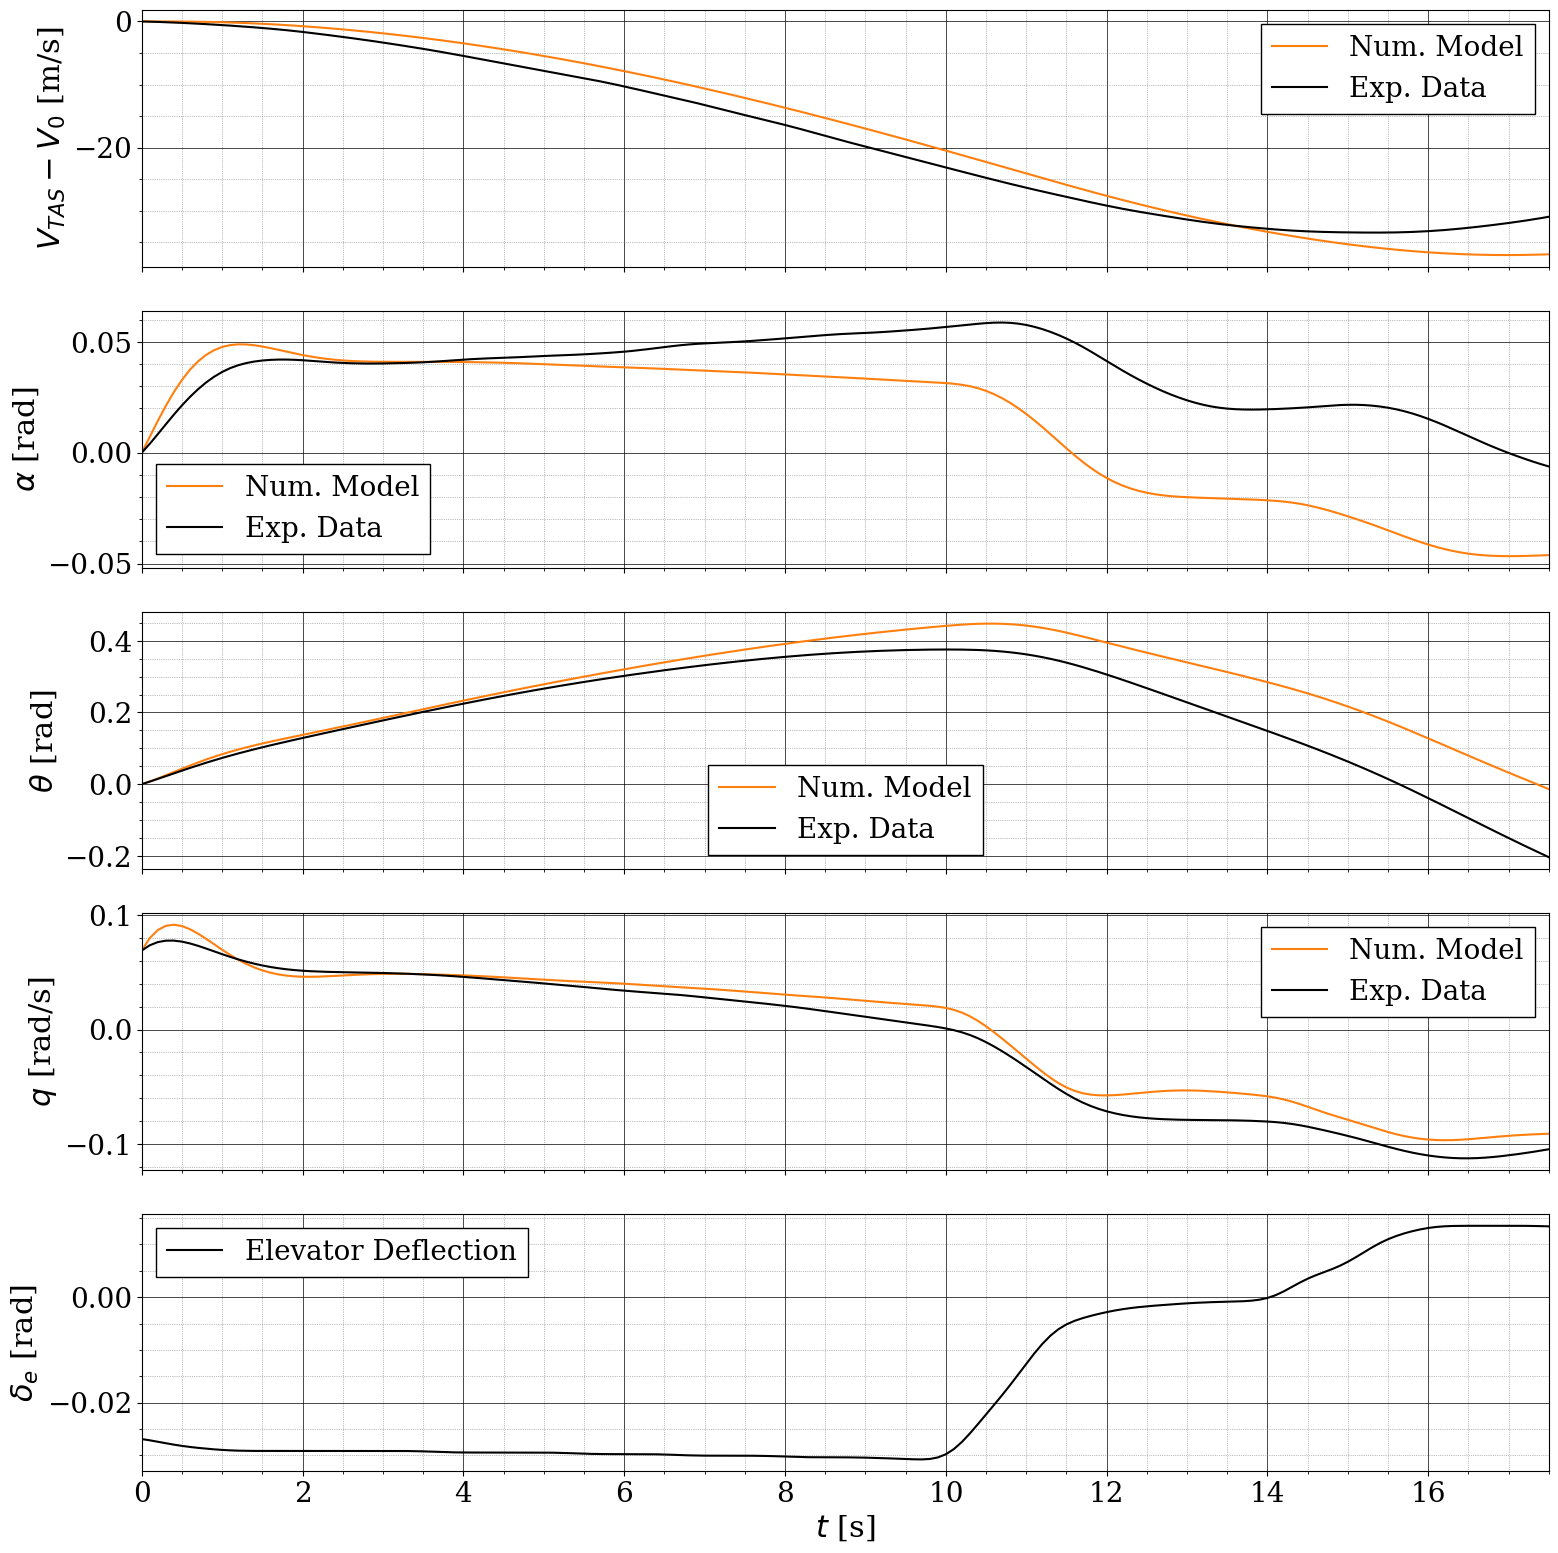 V_{TAS} − V_0 [m/s]
0
−20
Num. Model
Exp. Data
α [rad]
0.05
0.00
−0.05
Num. Model
Exp. Data
θ [rad]
0.4
0.2
0.0
−0.2
Num. Model
Exp. Data
q [rad/s]
0.1
0.0
−0.1
Num. Model
Exp. Data
δ_e [rad]
0.00
−0.02
Elevator Deflection
0 2 4 6 8 10 12 14 16
t [s]